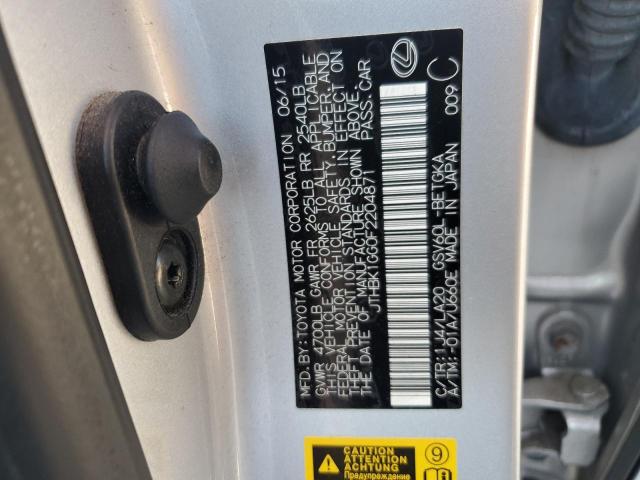 MFD.BY:TOYOTA MOTOR CORPORATION 06/15
GVWR 4700LB GAWR FR 2625LB RR 2540LB
THIS VEHICLE CONFORMS TO ALL APPLICABLE
FEDERAL MOTOR VEHICLE SAFETY,BUMPER,AND
THEFT PREVENTION STANDARDS IN EFFECT ON
THE DATE OF MANUFACTURE SHOWN ABOVE.
JTHBK1GG0F2204871 PASS.CAR
C/TR:1J4/LA20 GSV60L-BETGKA
A/TM:-01A/U660E MADE IN JAPAN 009 C
CAUTION
ATTENTION
ACHTUNG
Предупреждение
9